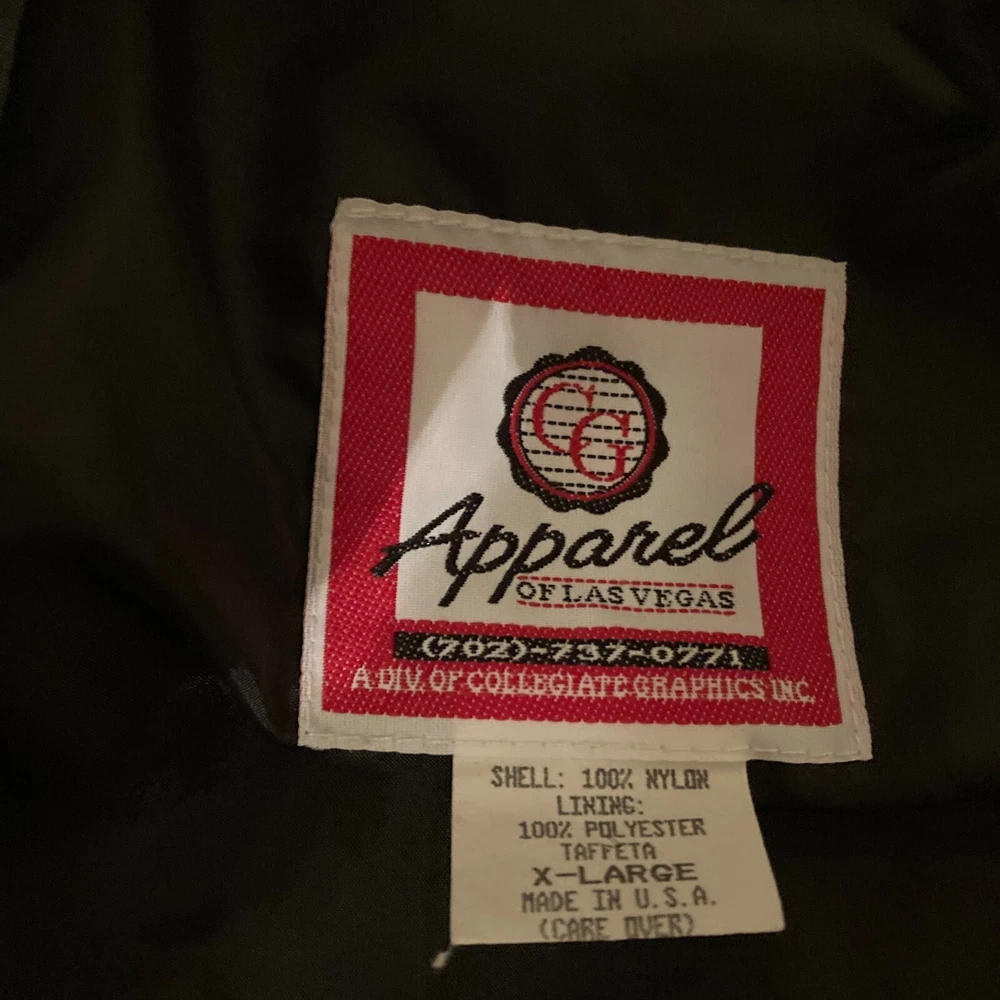 CG
Apparel
OF LAS VEGAS
(702)-737-0771
A DIV. OF COLLEGIATE GRAPHICS INC.
SHELL: 100% NYLON
LINING:
100% POLYESTER
TAFFETA
X-LARGE
MADE IN U.S.A.
(CARE OVER)